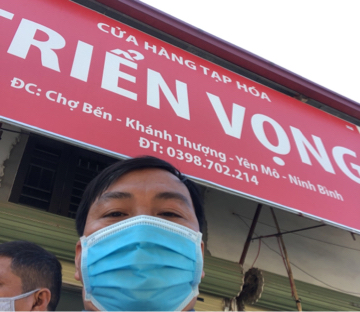 CỬA HÀNG TẠP HÓA
TRIỂN VỌNG
ĐC: Chợ Bến - Khánh Thượng - Yên Mô - Ninh Bình
ĐT: 0398.702.214